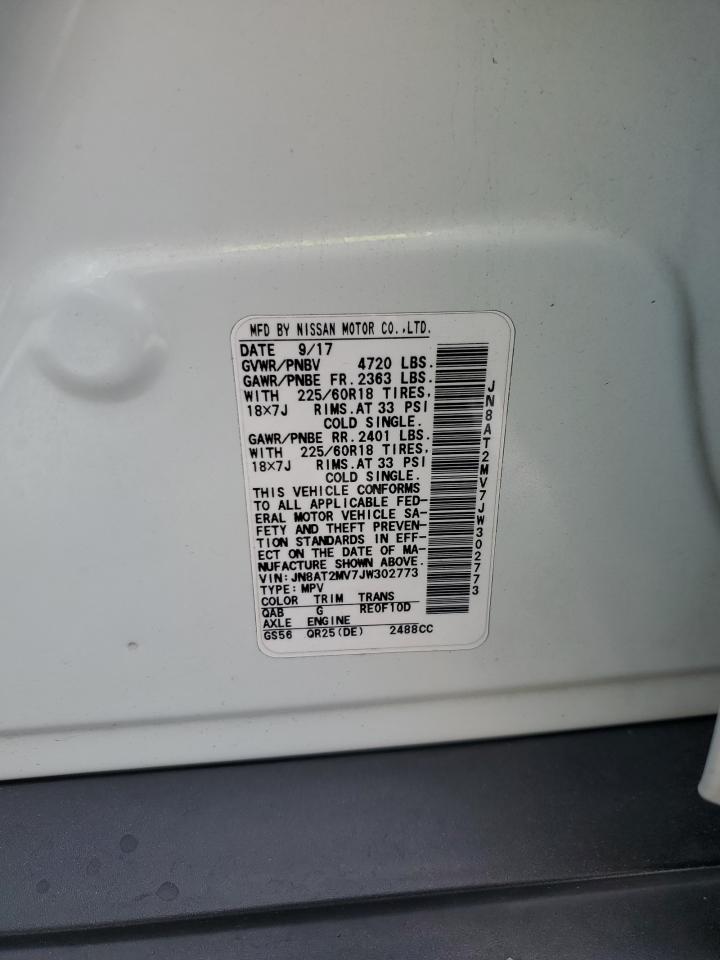 MFD BY NISSAN MOTOR CO.,LTD.
DATE 9/17
GVWR/PNBV 4720 LBS.
GAWR/PNBE FR. 2363 LBS.
WITH 225/60R18 TIRES,
18×7J RIMS.AT 33 PSI
COLD SINGLE.
GAWR/PNBE RR. 2401 LBS.
WITH 225/60R18 TIRES,
18×7J RIMS.AT 33 PSI
COLD SINGLE.
THIS VEHICLE CONFORMS
TO ALL APPLICABLE FED-
ERAL MOTOR VEHICLE SA-
FETY AND THEFT PREVEN-
TION STANDARDS IN EFF-
ECT ON THE DATE OF MA-
NUFACTURE SHOWN ABOVE.
VIN: JN8AT2MV7JW302773
TYPE: MPV
COLOR TRIM TRANS
QAB G RE0F10D
AXLE ENGINE
GS56 QR25(DE) 2488CC
JN8AT2MV7JW302773